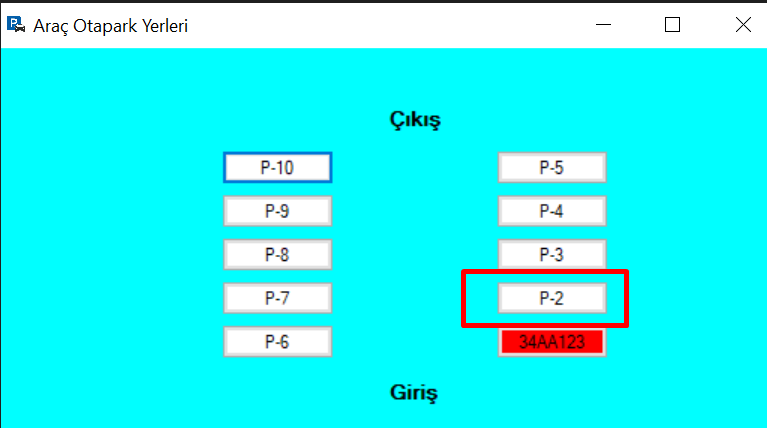 Araç Otapark Yerleri
Çıkış
P-10 P-5
P-9 P-4
P-8 P-3
P-7 P-2
P-6 34AA123
Giriş